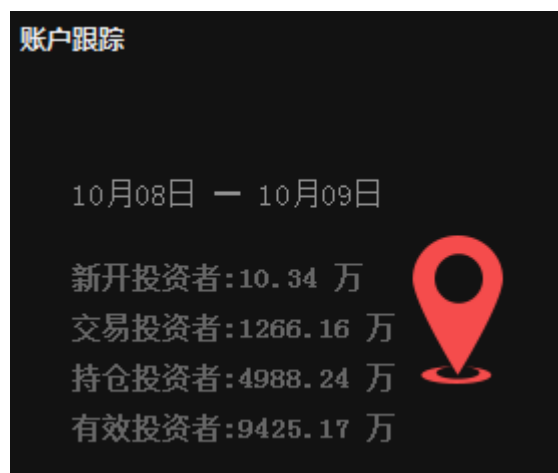 账户跟踪
10月08日 一 10月09日
新开投资者:10.34 万
交易投资者:1266.16 万
持仓投资者:4988.24 万
有效投资者:9425.17 万